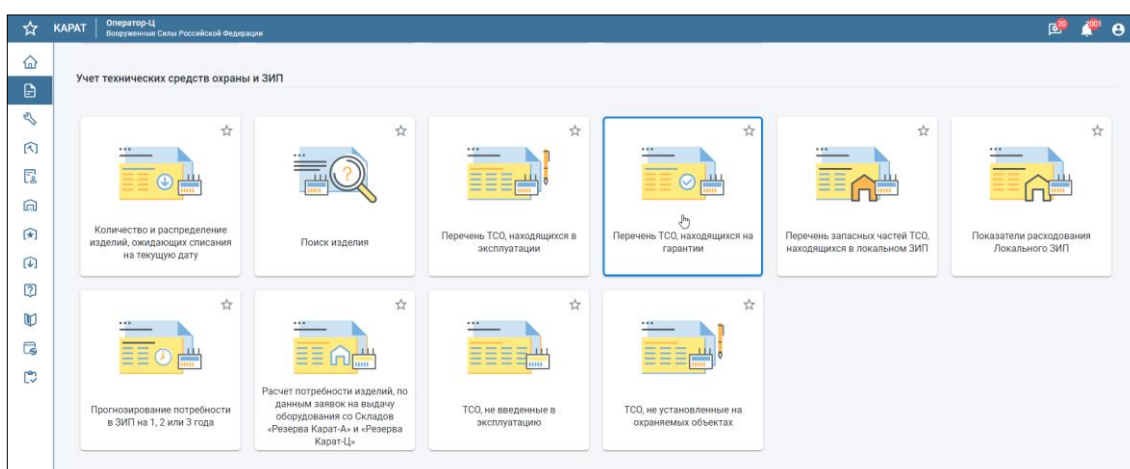 КАРАТ
Оператор-Ц
Вооруженные Силы Российской Федерации
20
2001
Учет технических средств охраны и ЗИП
Количество и распределение
изделий, ожидающих списания
на текущую дату
Поиск изделия
Перечень ТСО, находящихся в
эксплуатации
Перечень ТСО, находящихся на
гарантии
Перечень запасных частей ТСО,
находящихся в локальном ЗИП
Показатели расходования
Локального ЗИП
Прогнозирование потребности
в ЗИП на 1, 2 или 3 года
Расчет потребности изделий, по
данным заявок на выдачу
оборудования со Складов
«Резерва Карат-А» и «Резерва
Карат-Ц»
ТСО, не введенные в
эксплуатацию
ТСО, не установленные на
охраняемых объектах